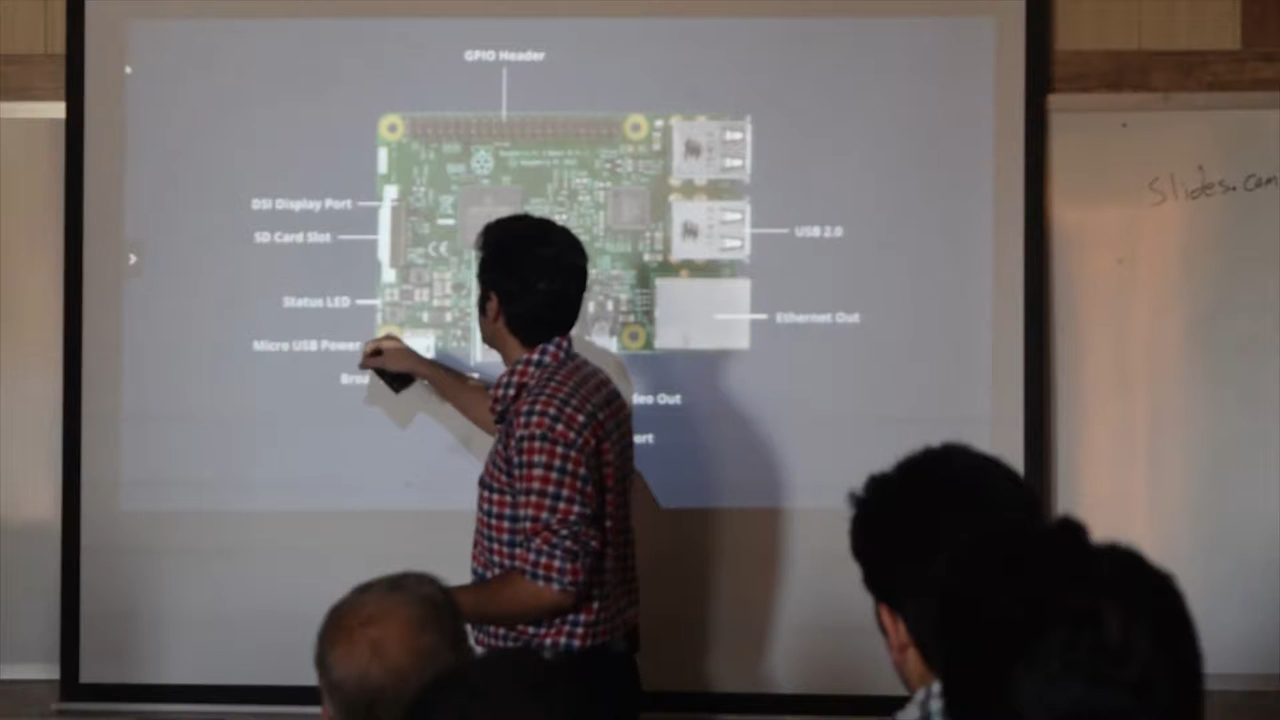 GPIO Header
DSI Display Port
SD Card Slot
Status LED
Micro USB Power
USB 2.0
Ethernet Out
Out
Slides.com